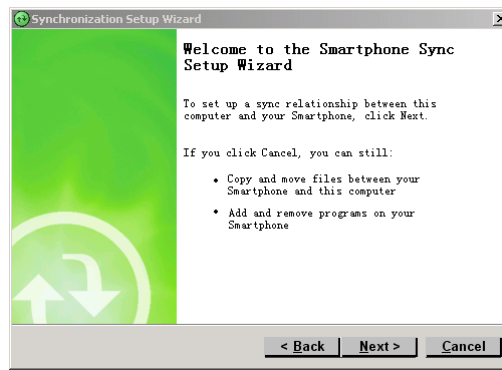 Synchronization Setup Wizard
Welcome to the Smartphone Sync
Setup Wizard
To set up a sync relationship between this
computer and your Smartphone, click Next.
If you click Cancel, you can still:
• Copy and move files between your
Smartphone and this computer
• Add and remove programs on your
Smartphone
< Back Next > Cancel